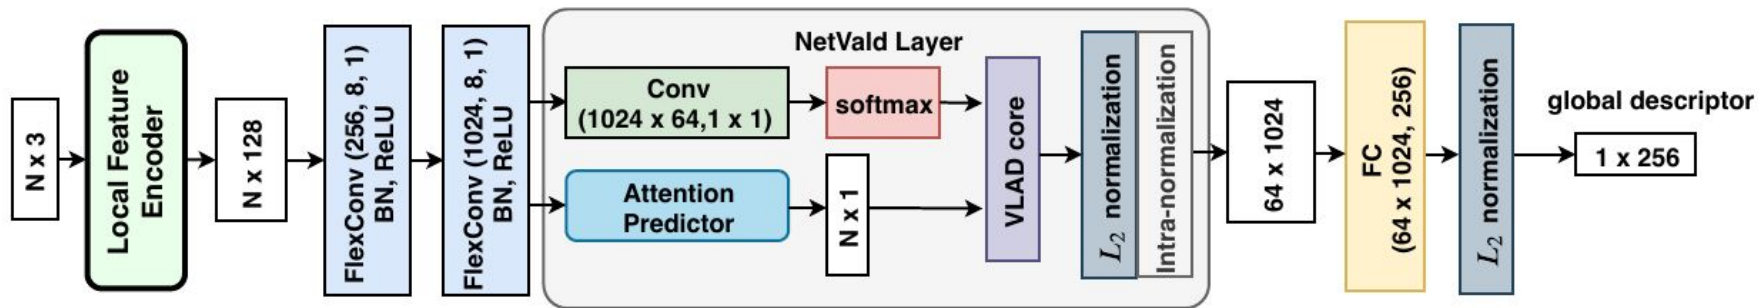 N x 3
Local Feature
Encoder
N x 128
FlexConv (256, 8, 1)
BN, ReLU
FlexConv (1024, 8, 1)
BN, ReLU
NetVald Layer
Conv
(1024 x 64,1 x 1)
softmax
Attention
Predictor
N x 1
VLAD core
L₂ normalization
Intra-normalization
64 x 1024
FC
(64 x 1024, 256)
L₂ normalization
global descriptor
1 x 256